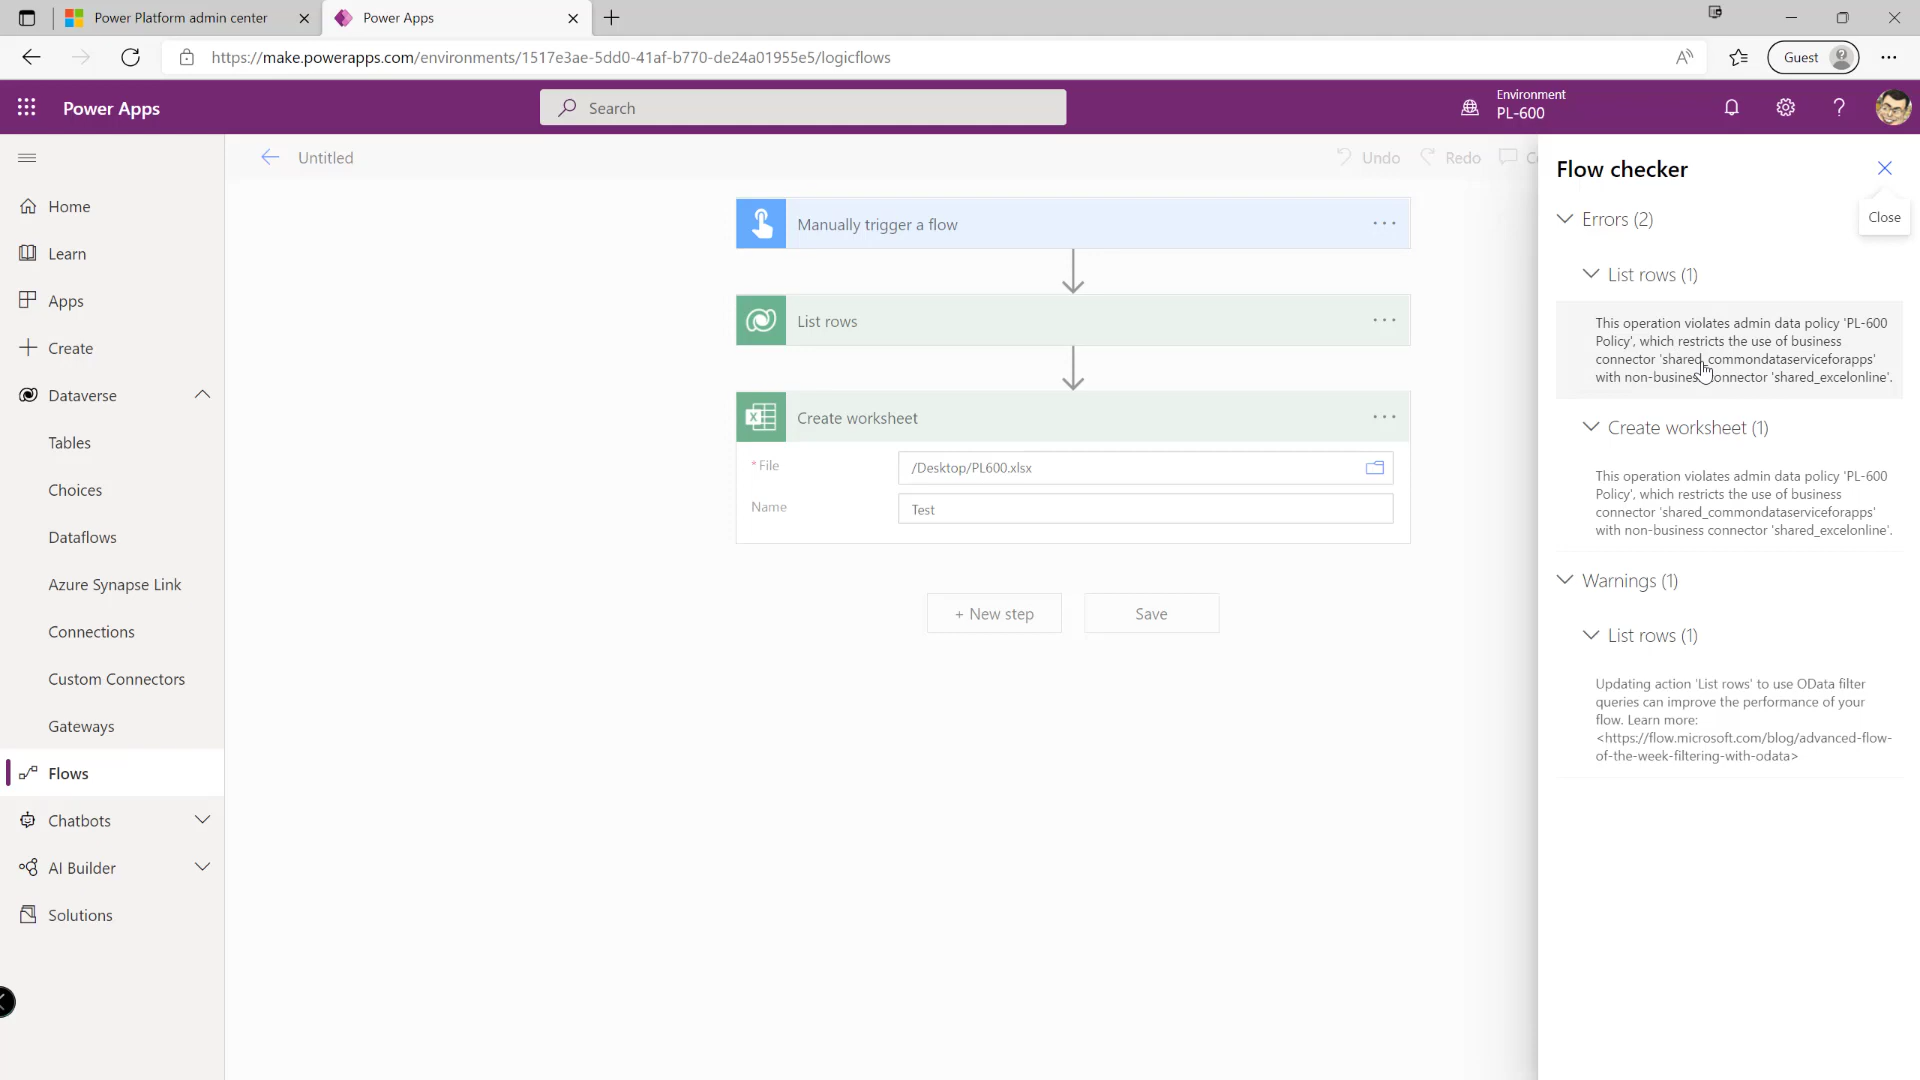 Power Platform admin center
Power Apps
https://make.powerapps.com/environments/1517e3ae-5dd0-41af-b770-de24a01955e5/logicflows
A
Guest
Power Apps
Search
Environment
PL-600
?
Home
Learn
Apps
Create
Dataverse
Tables
Choices
Dataflows
Azure Synapse Link
Connections
Custom Connectors
Gateways
Flows
Chatbots
AI Builder
Solutions
Untitled
Undo
Redo
Manually trigger a flow
List rows
Create worksheet
* File
/Desktop/PL600.xlsx
Name
Test
+ New step
Save
Flow checker
Close
Errors (2)
List rows (1)
This operation violates admin data policy 'PL-600
Policy', which restricts the use of business
connector 'shared_commondataserviceforapps'
with non-business connector 'shared_excelonline'.
Create worksheet (1)
This operation violates admin data policy 'PL-600
Policy', which restricts the use of business
connector 'shared_commondataserviceforapps'
with non-business connector 'shared_excelonline'.
Warnings (1)
List rows (1)
Updating action 'List rows' to use OData filter
queries can improve the performance of your
flow. Learn more:
<https://flow.microsoft.com/blog/advanced-flow-
of-the-week-filtering-with-odata>